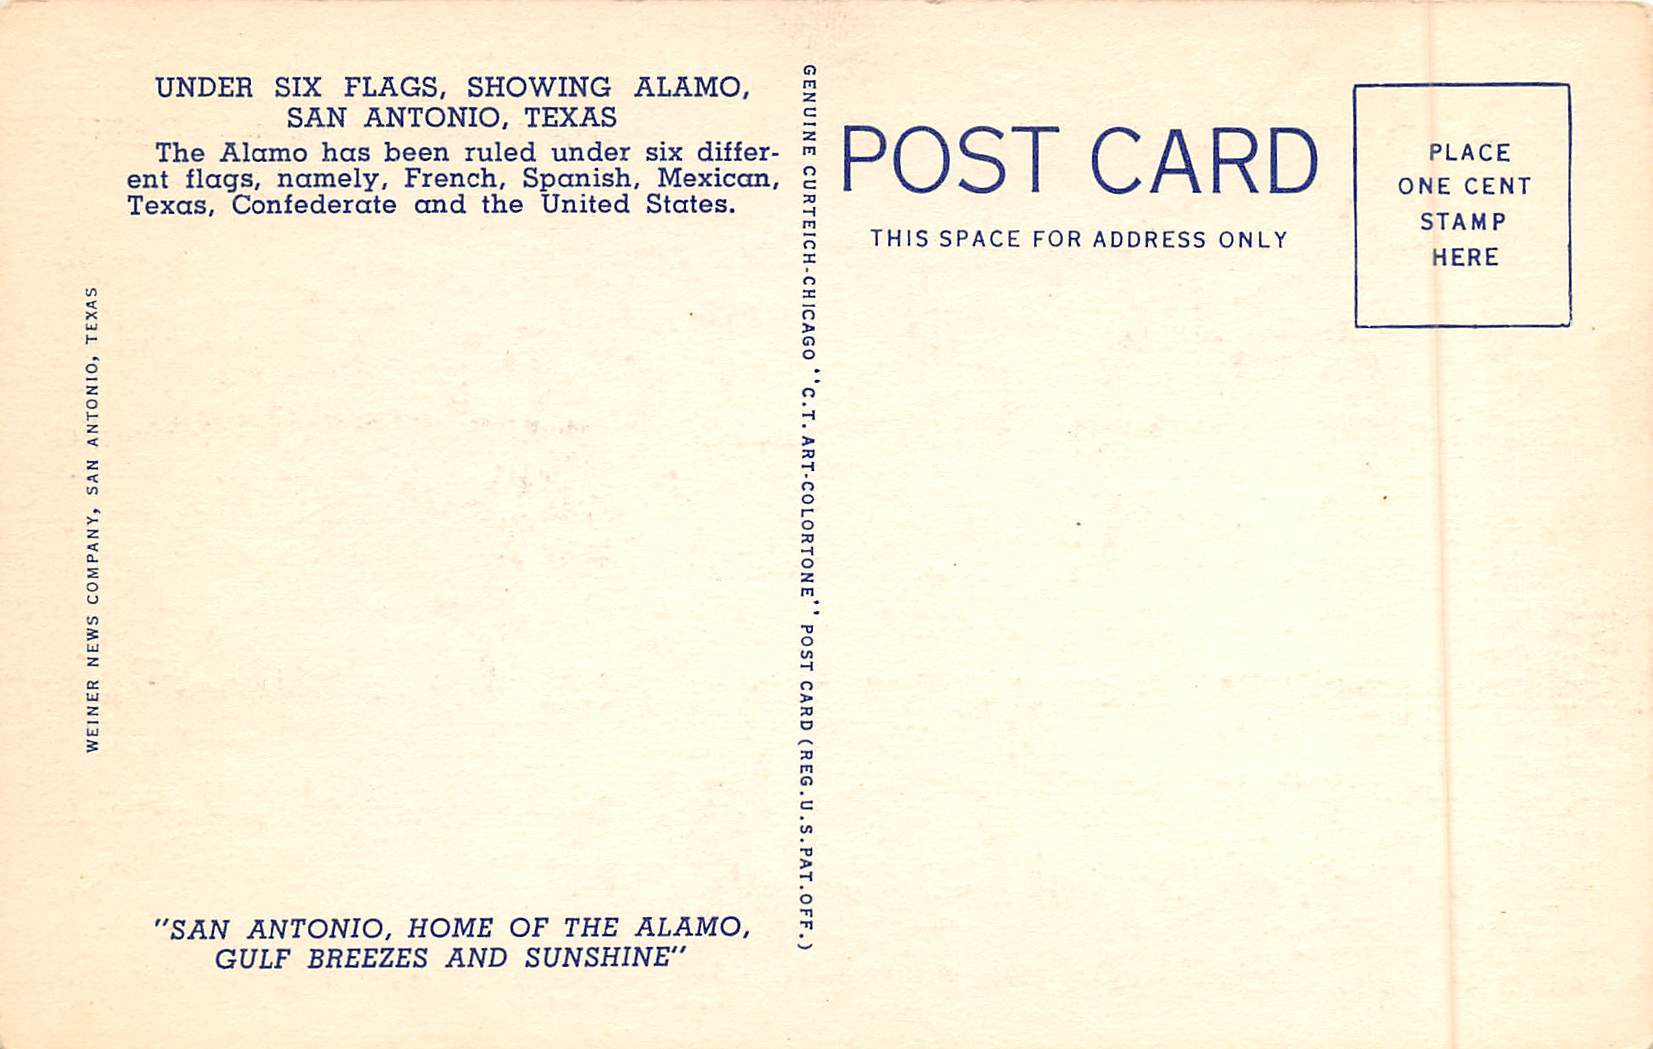 UNDER SIX FLAGS, SHOWING ALAMO,
SAN ANTONIO, TEXAS
The Alamo has been ruled under six differ-
ent flags, namely, French, Spanish, Mexican,
Texas, Confederate and the United States.
WEINER NEWS COMPANY, SAN ANTONIO, TEXAS
"SAN ANTONIO, HOME OF THE ALAMO,
GULF BREEZES AND SUNSHINE"
GENUINE CURTEICH-CHICAGO "C.T. ART-COLORTONE" POST CARD (REG.U.S.PAT.OFF.)
POST CARD
THIS SPACE FOR ADDRESS ONLY
PLACE
ONE CENT
STAMP
HERE